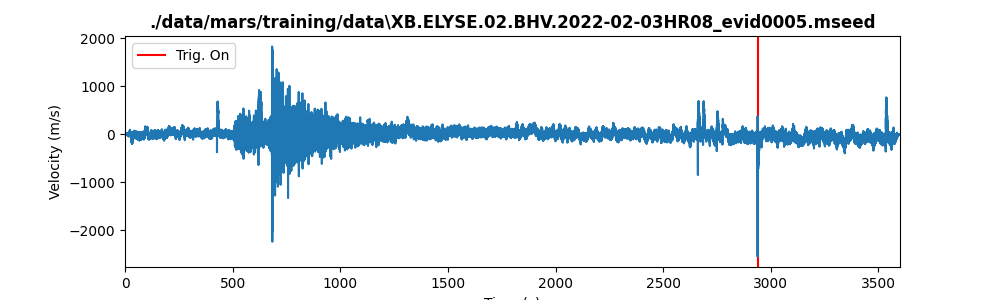 ./data/mars/training/data\XB.ELYSE.02.BHV.2022-02-03HR08_evid0005.mseed
Trig. On
Velocity (m/s)
2000
1000
0
−1000
−2000
0 500 1000 1500 2000 2500 3000 3500